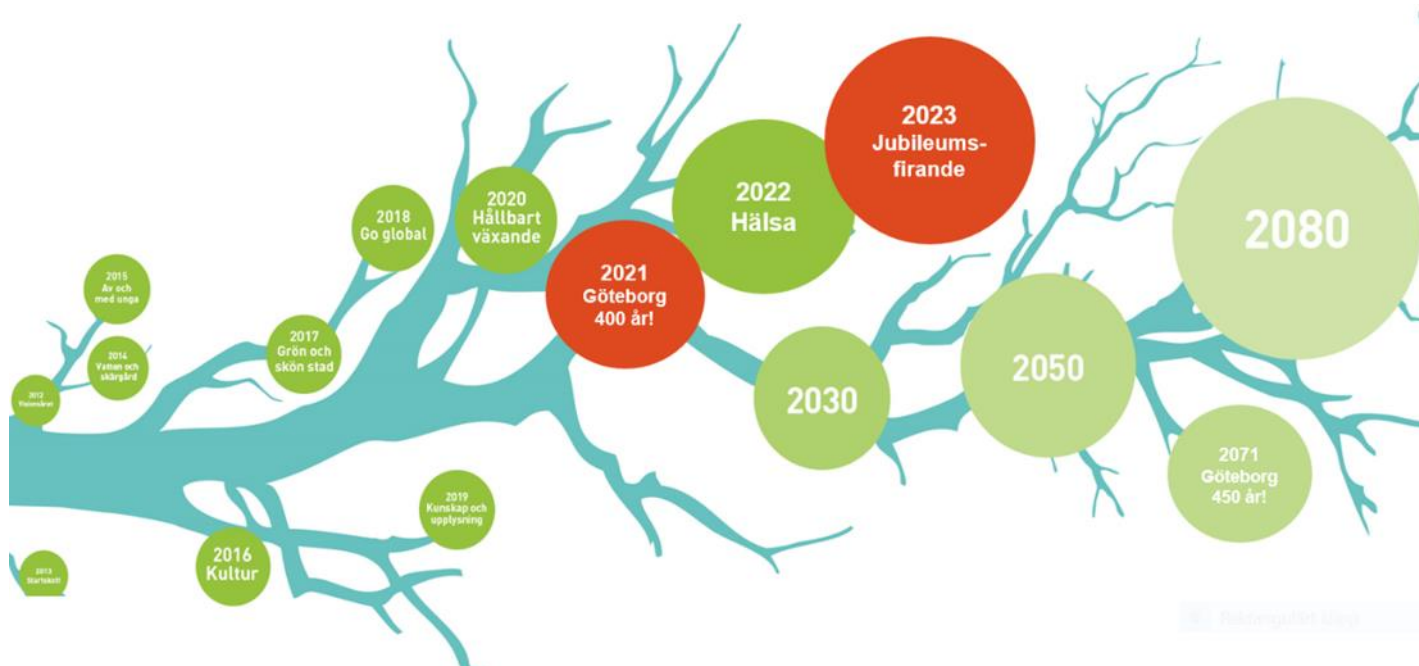 2012
Visionsåret
2013
Startskott
2014
Vatten och
skärgård
2015
Av och
med unga
2016
Kultur
2017
Grön och
skön stad
2018
Go global
2019
Kunskap och
upplysning
2020
Hållbart
växande
2021
Göteborg
400 år!
2022
Hälsa
2023
Jubileums-
firande
2030
2050
2071
Göteborg
450 år!
2080